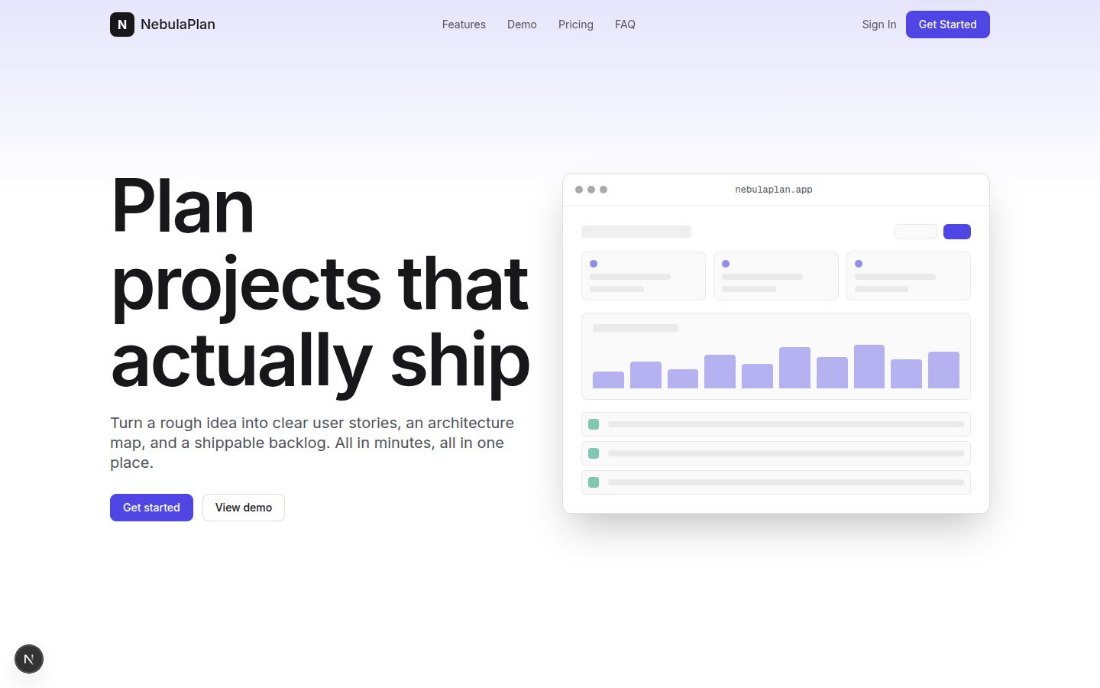 N NebulaPlan
Features Demo Pricing FAQ
Sign In Get Started
Plan
projects that
actually ship
Turn a rough idea into clear user stories, an architecture
map, and a shippable backlog. All in minutes, all in one
place.
Get started View demo
nebulaplan.app
N